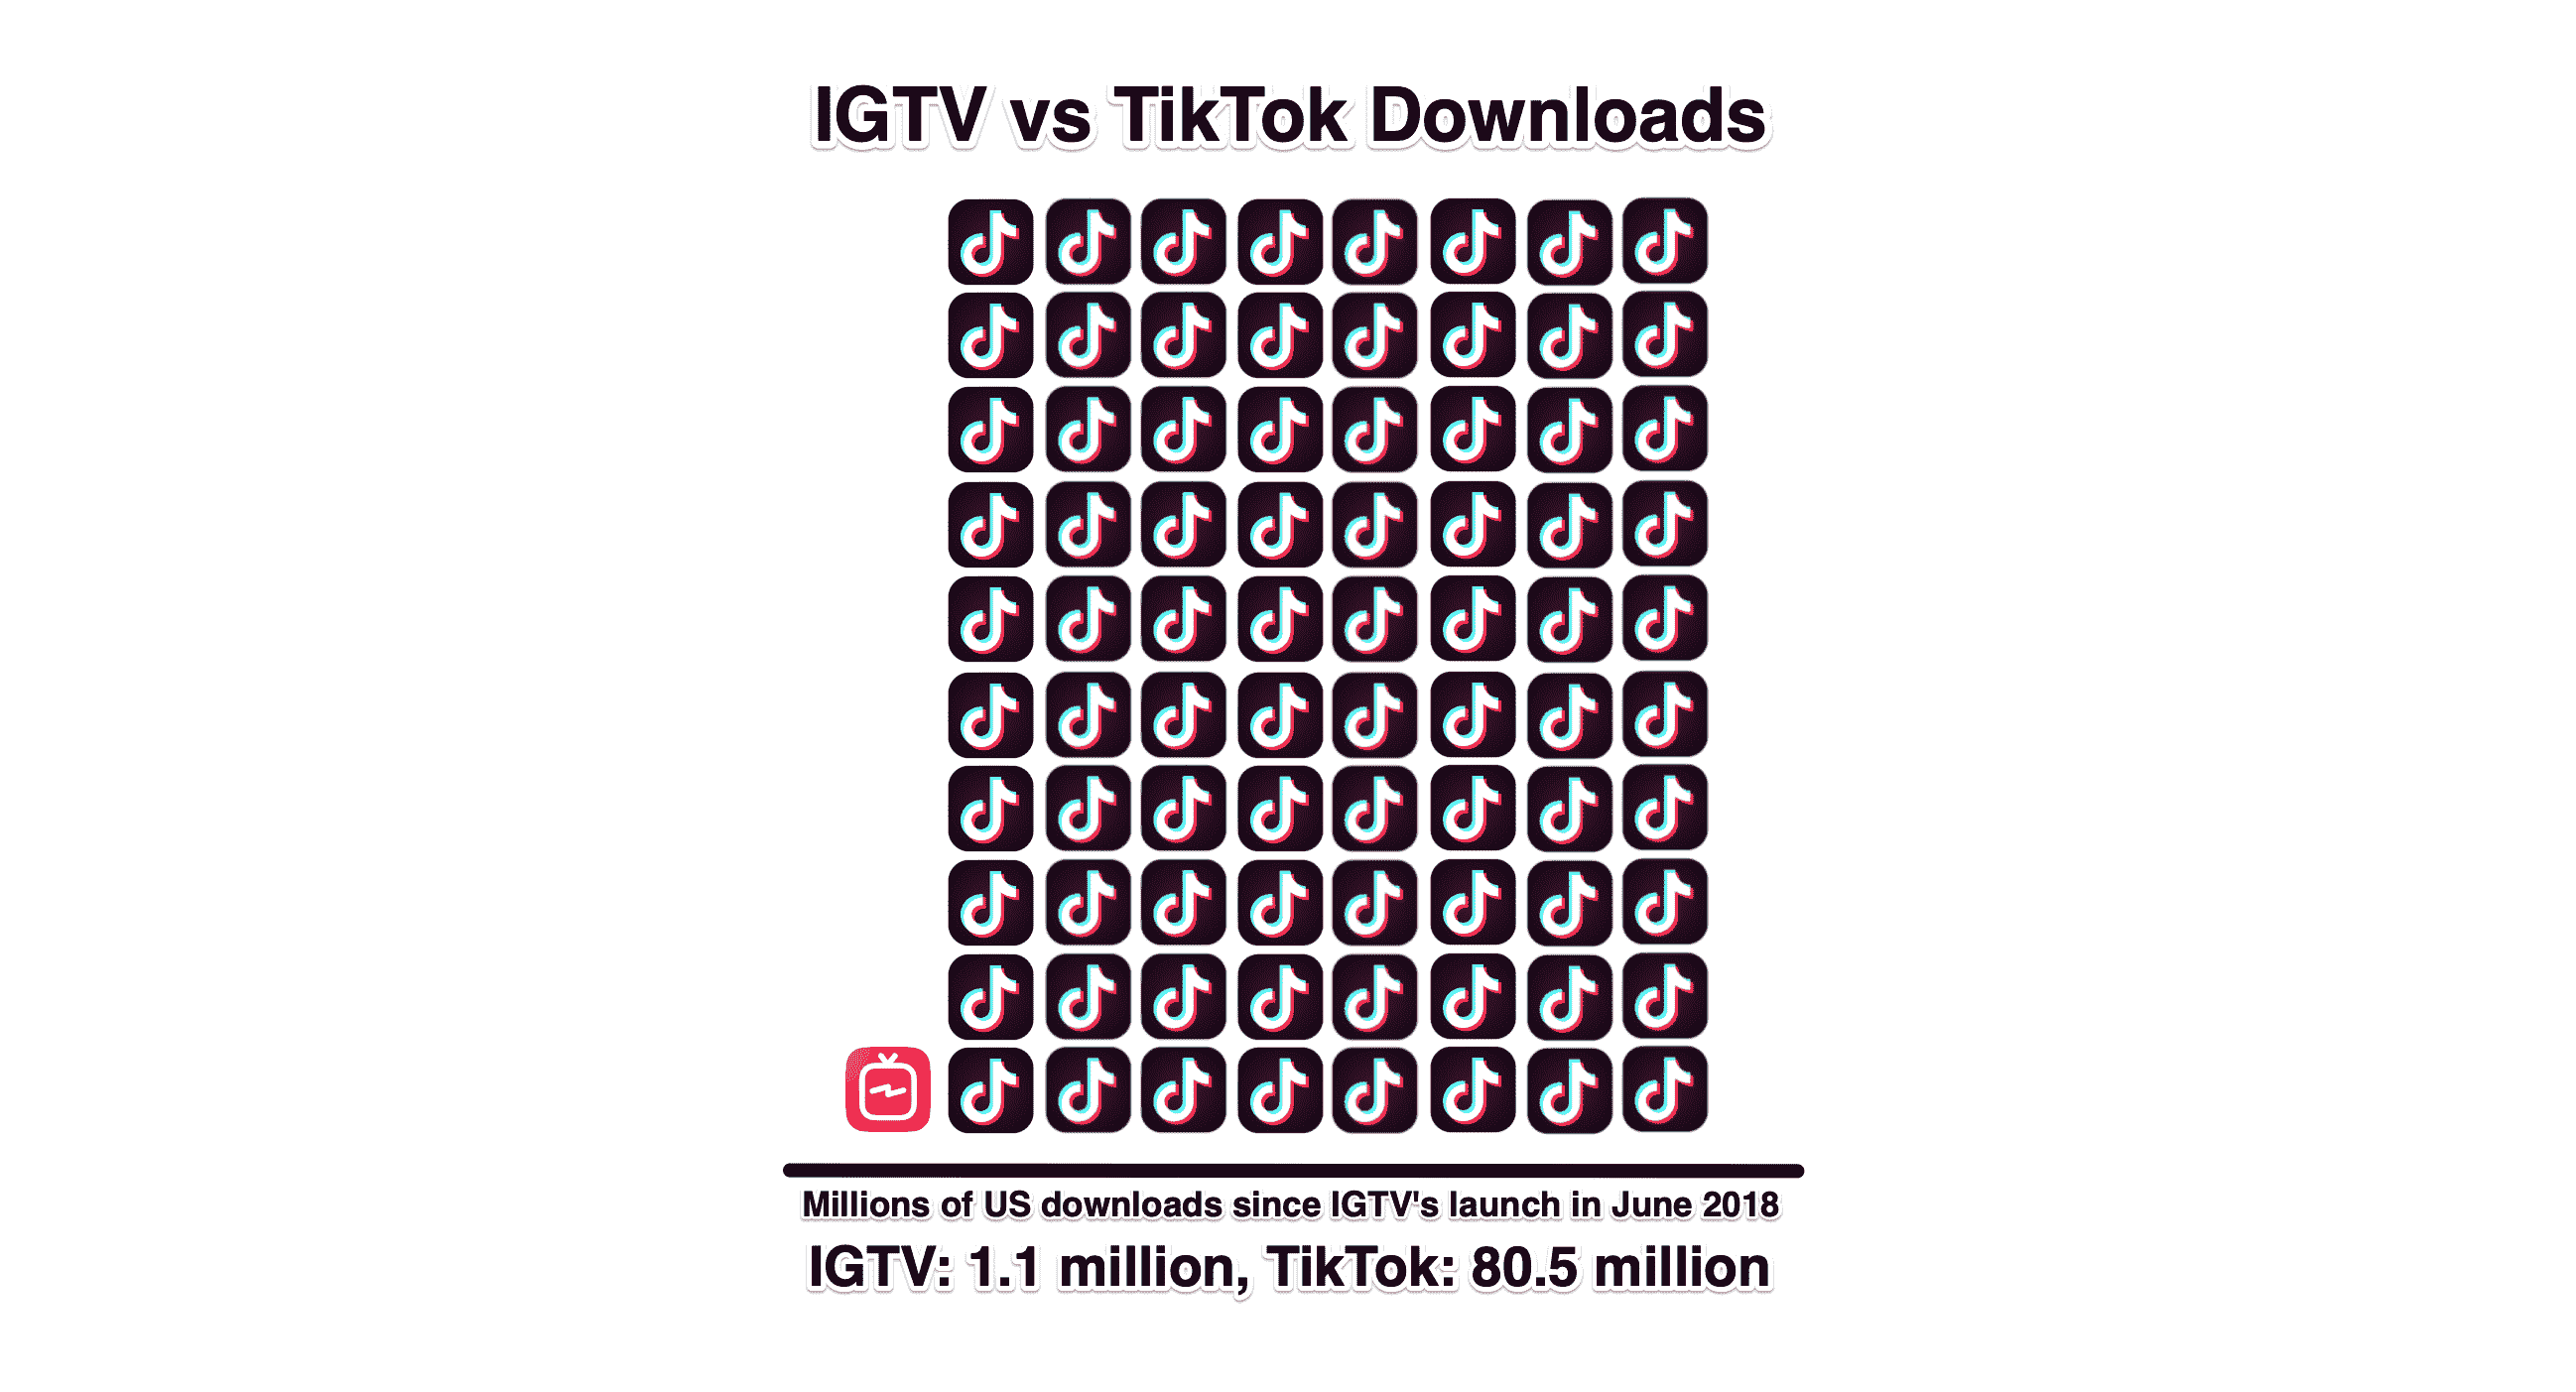 IGTV vs TikTok Downloads
Millions of US downloads since IGTV's launch in June 2018
IGTV: 1.1 million, TikTok: 80.5 million